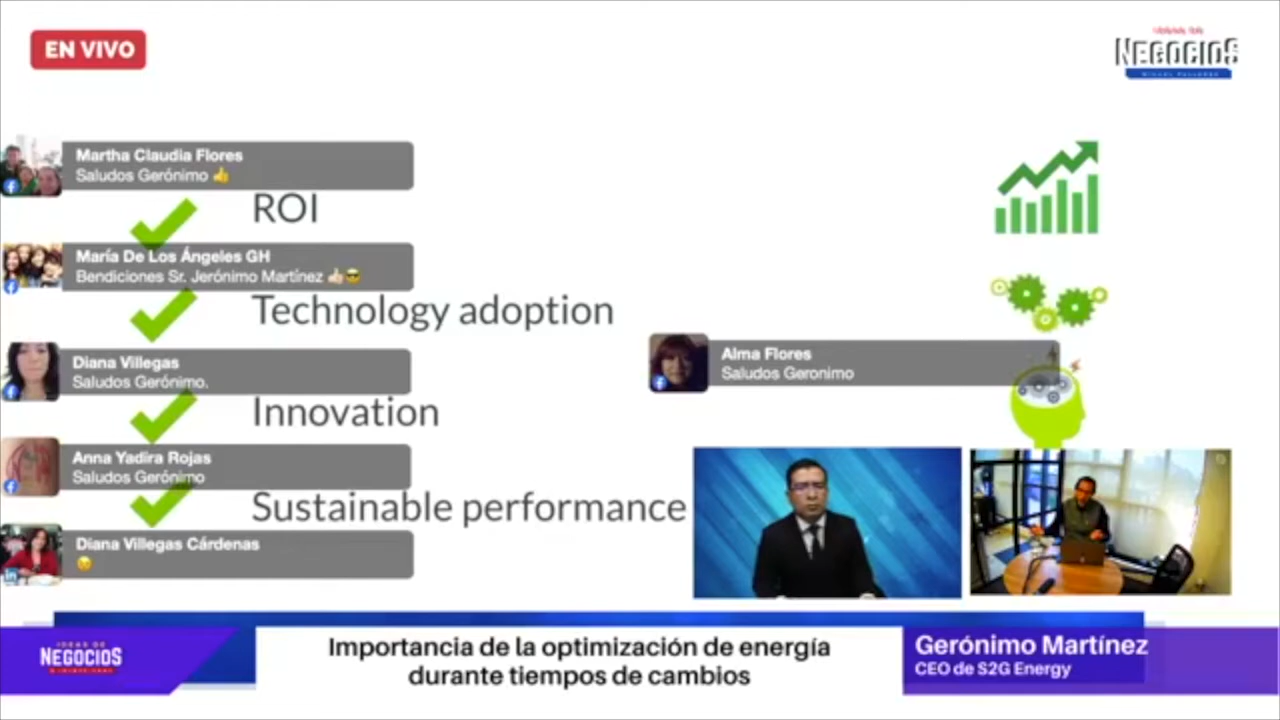 EN VIVO
NEGOCIOS
Martha Claudia Flores
Saludos Gerónimo 👍
ROI
María De Los Ángeles GH
Bendiciones Sr. Jerónimo Martínez 👍🏻😎
Technology adoption
Diana Villegas
Saludos Gerónimo.
Alma Flores
Saludos Geronimo
Innovation
Anna Yadira Rojas
Saludos Gerónimo
Sustainable performance
Diana Villegas Cárdenas
IDEAS DE
NEGOCIOS
Importancia de la optimización de energía
durante tiempos de cambios
Gerónimo Martínez
CEO de S2G Energy